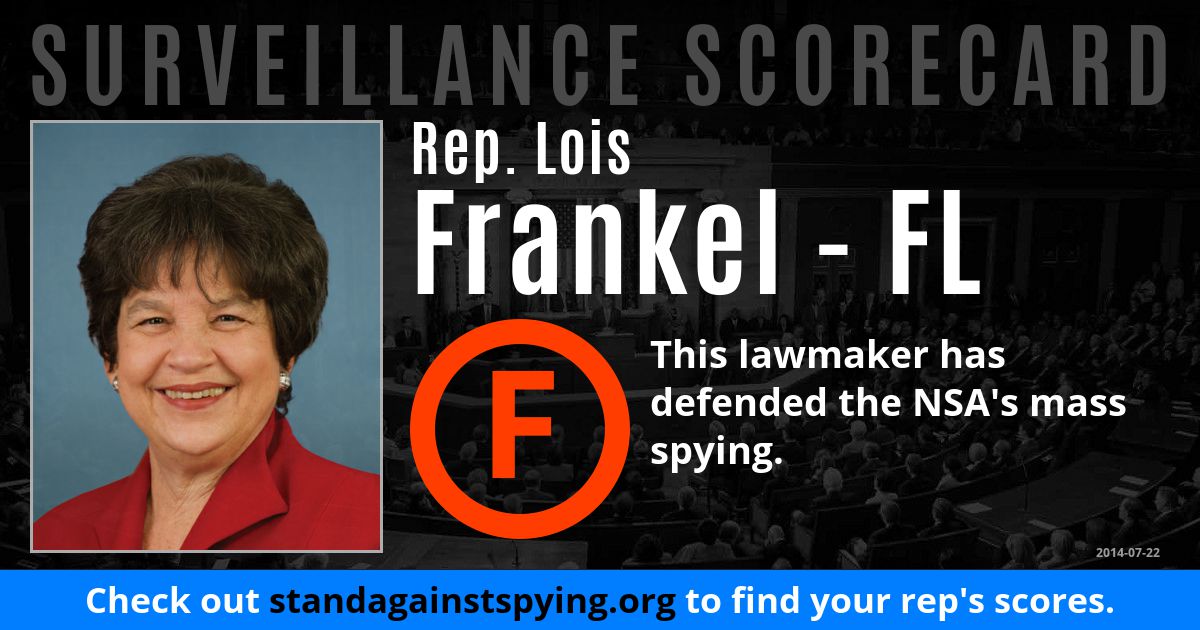 SURVEILLANCE SCORECARD
Rep. Lois
Frankel - FL
F
This lawmaker has
defended the NSA's mass
spying.
2014-07-22
Check out standagainstspying.org to find your rep's scores.